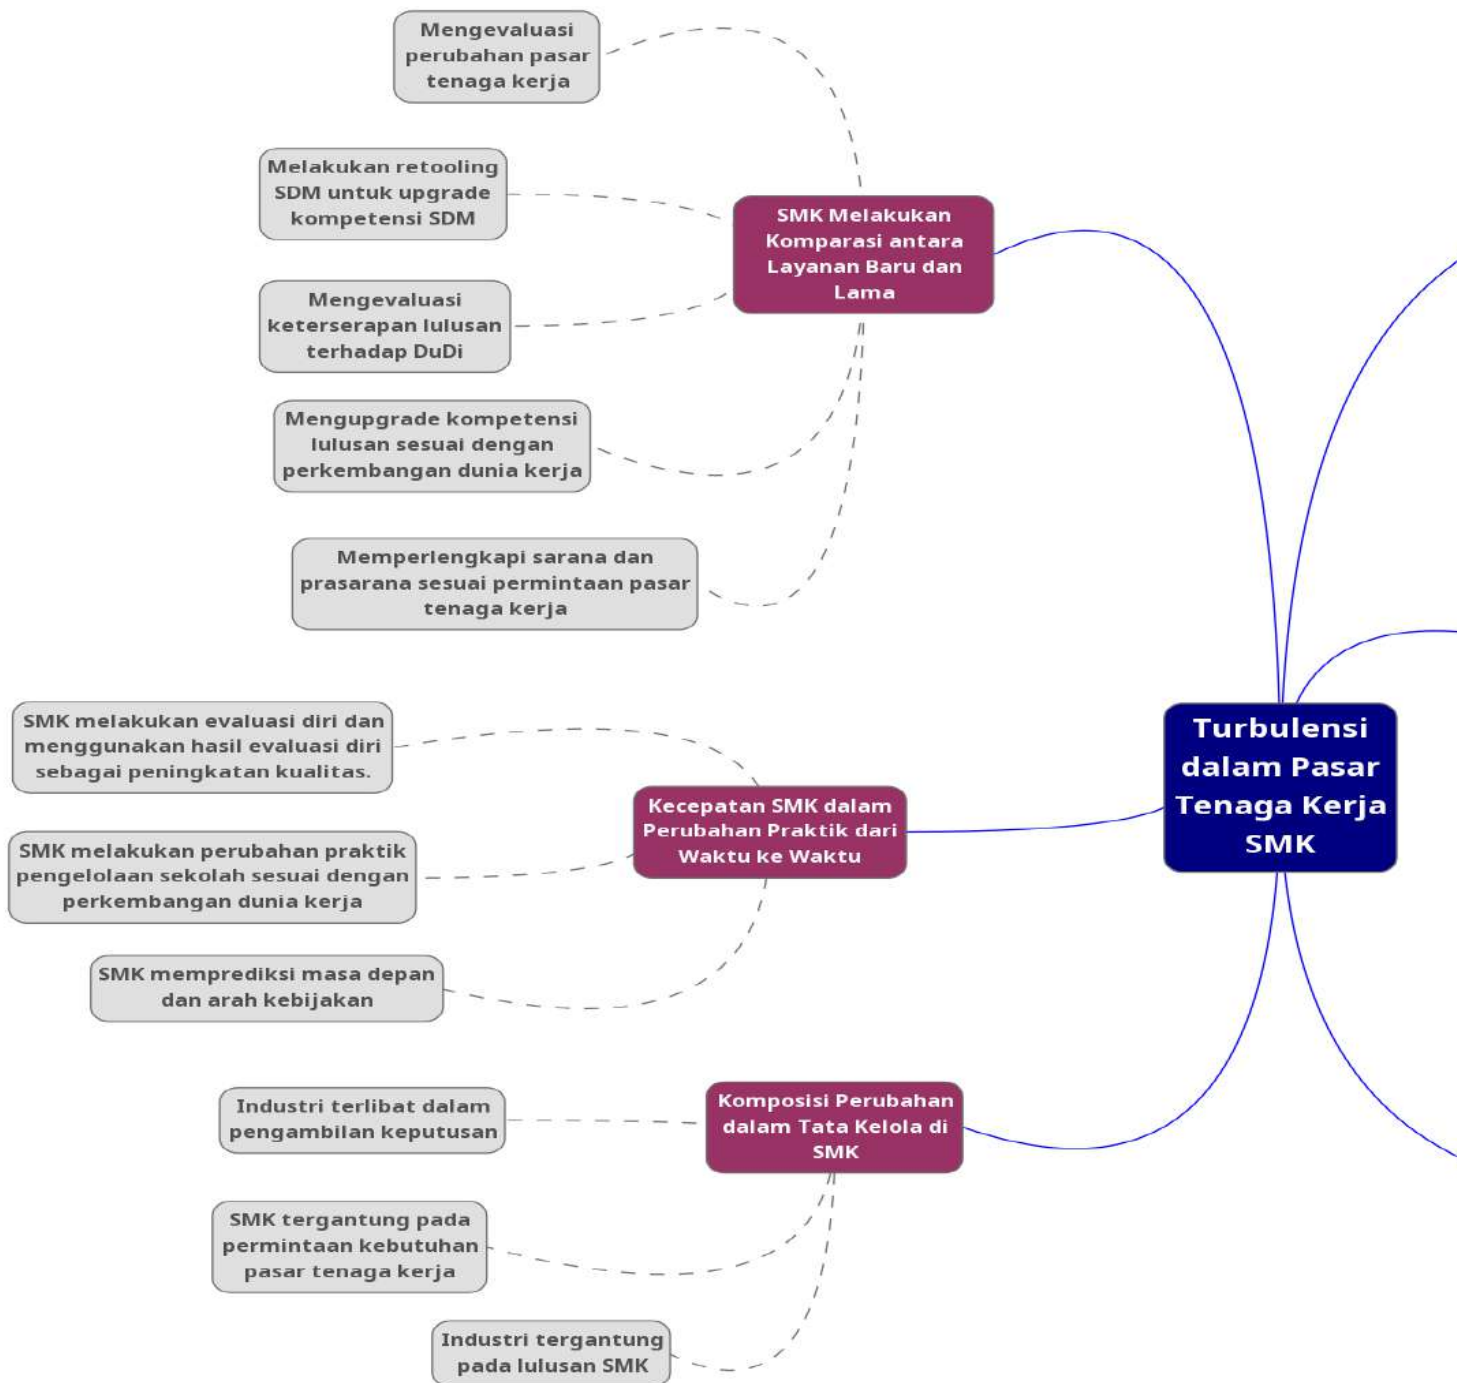 Mengevaluasi
perubahan pasar
tenaga kerja
Melakukan retooling
SDM untuk upgrade
kompetensi SDM
Mengevaluasi
keterserapan lulusan
terhadap DuDi
Mengupgrade kompetensi
lulusan sesuai dengan
perkembangan dunia kerja
Memperlengkapi sarana dan
prasarana sesuai permintaan pasar
tenaga kerja
SMK Melakukan
Komparasi antara
Layanan Baru dan
Lama
SMK melakukan evaluasi diri dan
menggunakan hasil evaluasi diri
sebagai peningkatan kualitas.
SMK melakukan perubahan praktik
pengelolaan sekolah sesuai dengan
perkembangan dunia kerja
SMK memprediksi masa depan
dan arah kebijakan
Kecepatan SMK dalam
Perubahan Praktik dari
Waktu ke Waktu
Turbulensi
dalam Pasar
Tenaga Kerja
SMK
Industri terlibat dalam
pengambilan keputusan
SMK tergantung pada
permintaan kebutuhan
pasar tenaga kerja
Industri tergantung
pada lulusan SMK
Komposisi Perubahan
dalam Tata Kelola di
SMK